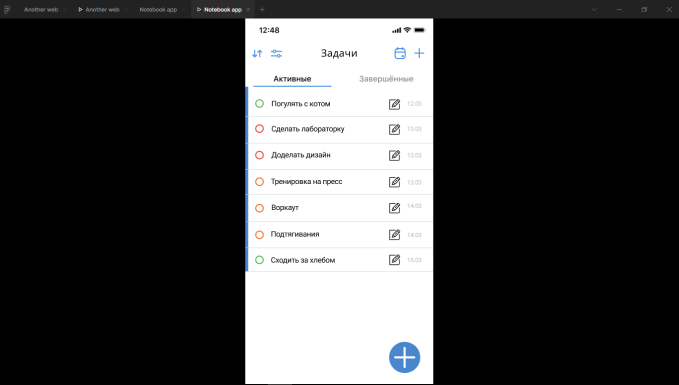 Another web
Another web
Notebook app
Notebook app
12:48
Задачи
Активные
Завершённые
Погулять с котом
12.03
Сделать лабораторку
13.03
Доделать дизайн
13.03
Тренировка на пресс
13.03
Воркаут
14.03
Подтягивания
14.03
Сходить за хлебом
15.03